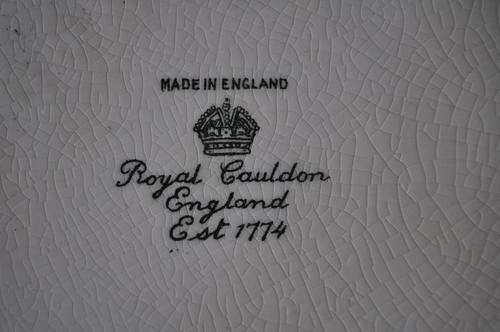 MADE IN ENGLAND
Royal Cauldon
England
Est 1774